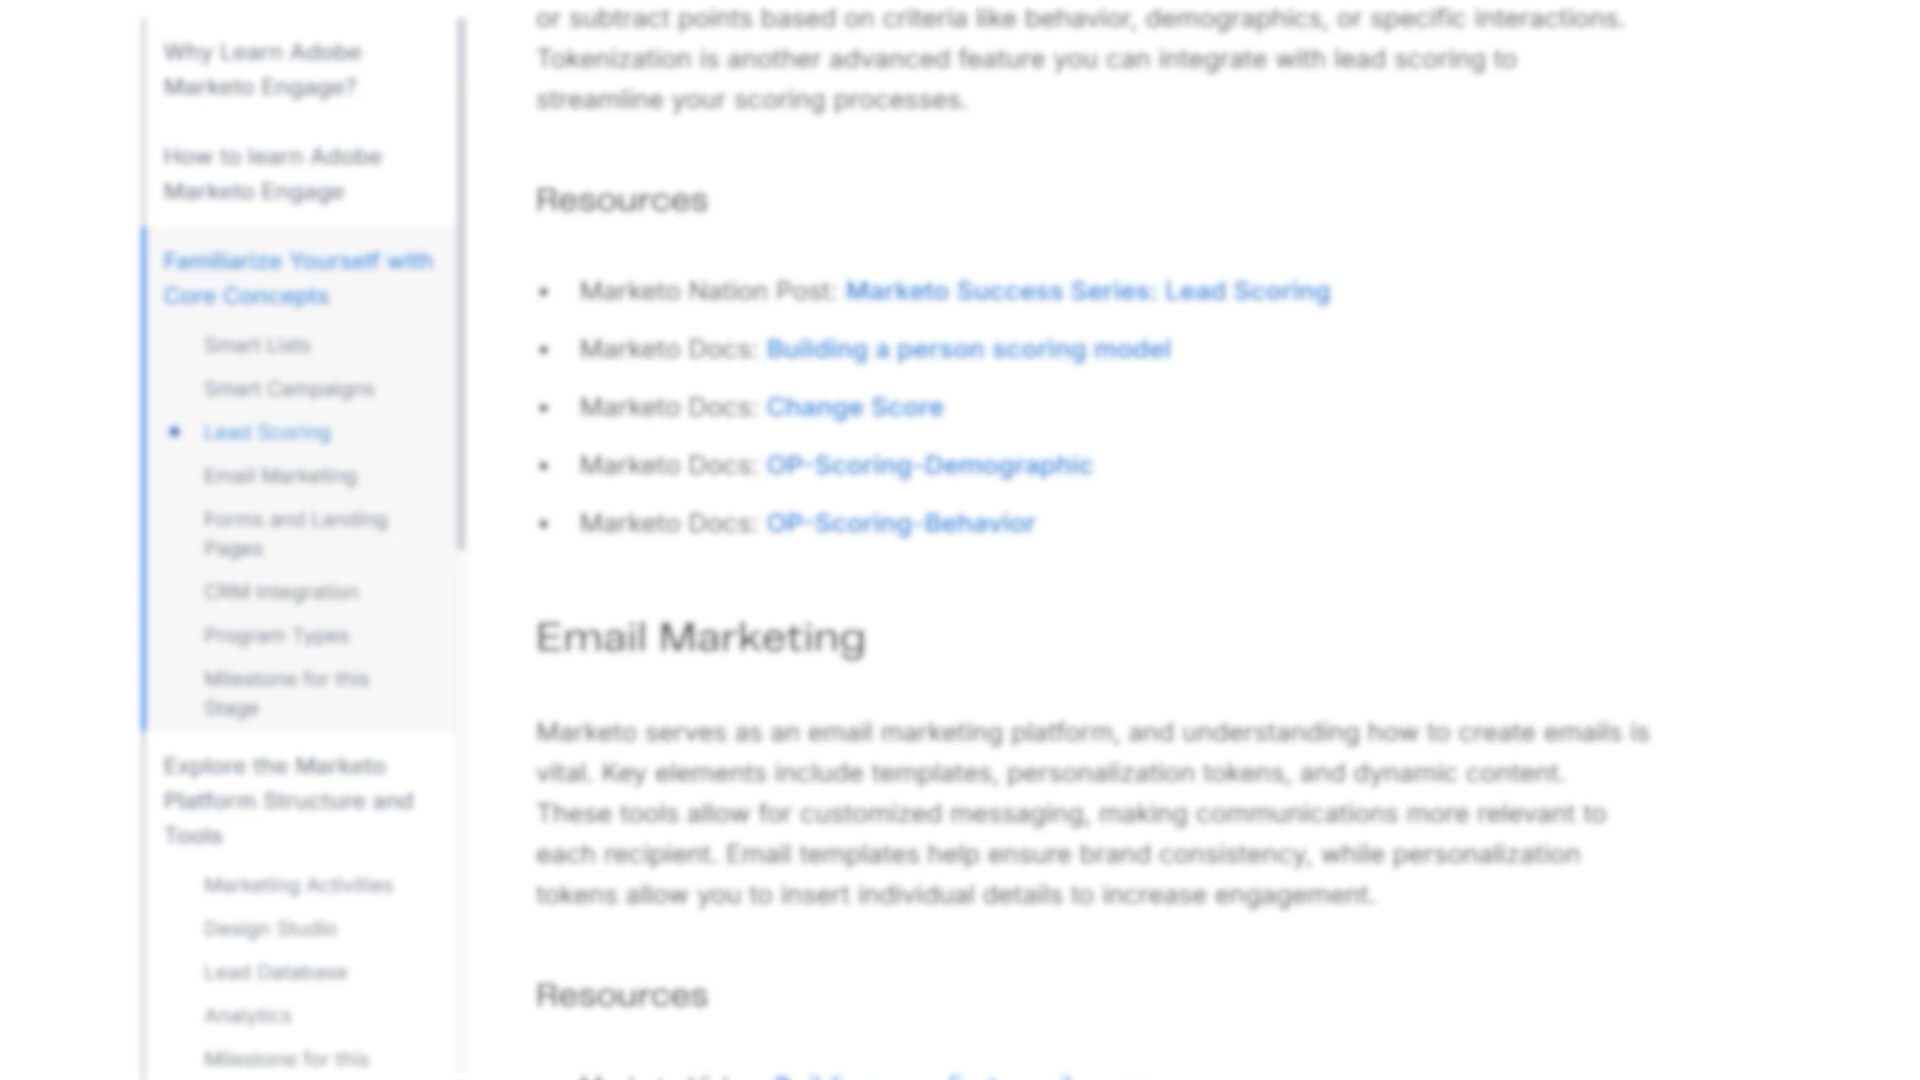 Why Learn Adobe
Marketo Engage?
How to learn Adobe
Marketo Engage
Familiarize Yourself with
Core Concepts
Smart Lists
Smart Campaigns
Lead Scoring
Email Marketing
Forms and Landing
Pages
CRM Integration
Program Types
Milestone for this
Stage
Explore the Marketo
Platform Structure and
Tools
Marketing Activities
Design Studio
Lead Database
Analytics
Milestone for this
or subtract points based on criteria like behavior, demographics, or specific interactions.
Tokenization is another advanced feature you can integrate with lead scoring to
streamline your scoring processes.
Resources
• Marketo Nation Post: Marketo Success Series: Lead Scoring
• Marketo Docs: Building a person scoring model
• Marketo Docs: Change Score
• Marketo Docs: OP-Scoring-Demographic
• Marketo Docs: OP-Scoring-Behavior
Email Marketing
Marketo serves as an email marketing platform, and understanding how to create emails is
vital. Key elements include templates, personalization tokens, and dynamic content.
These tools allow for customized messaging, making communications more relevant to
each recipient. Email templates help ensure brand consistency, while personalization
tokens allow you to insert individual details to increase engagement.
Resources